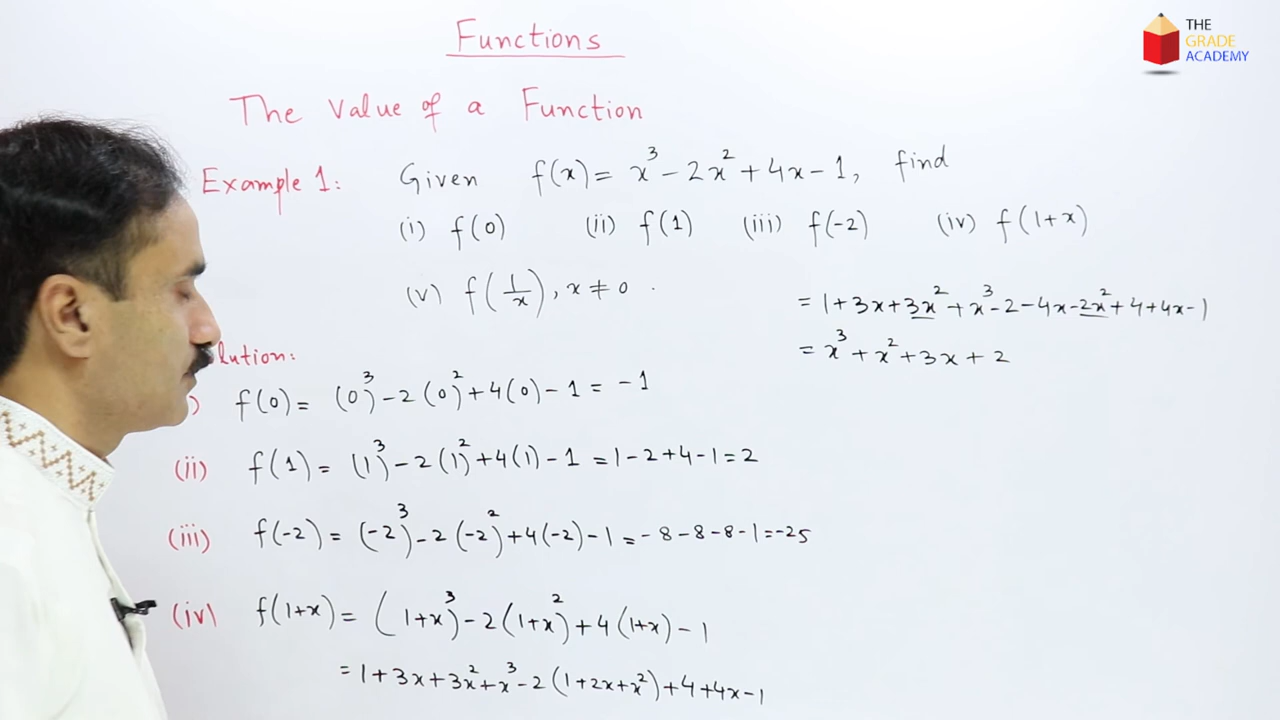 Functions
THE
GRADE
ACADEMY
The Value of a Function
Example 1: Given f(x) = x³ - 2x² + 4x - 1, find
(i) f(0) (ii) f(1) (iii) f(-2) (iv) f(1+x)
(v) f(1/x), x ≠ 0 .
= 1 + 3x + 3x² + x³ - 2 - 4x - 2x² + 4 + 4x - 1
= x³ + x² + 3x + 2
lution:
) f(0) = (0)³ - 2(0)² + 4(0) - 1 = -1
(ii) f(1) = (1)³ - 2(1)² + 4(1) - 1 = 1 - 2 + 4 - 1 = 2
(iii) f(-2) = (-2)³ - 2(-2)² + 4(-2) - 1 = -8 - 8 - 8 - 1 = -25
(iv) f(1+x) = (1+x)³ - 2(1+x)² + 4(1+x) - 1
= 1 + 3x + 3x² + x³ - 2(1 + 2x + x²) + 4 + 4x - 1